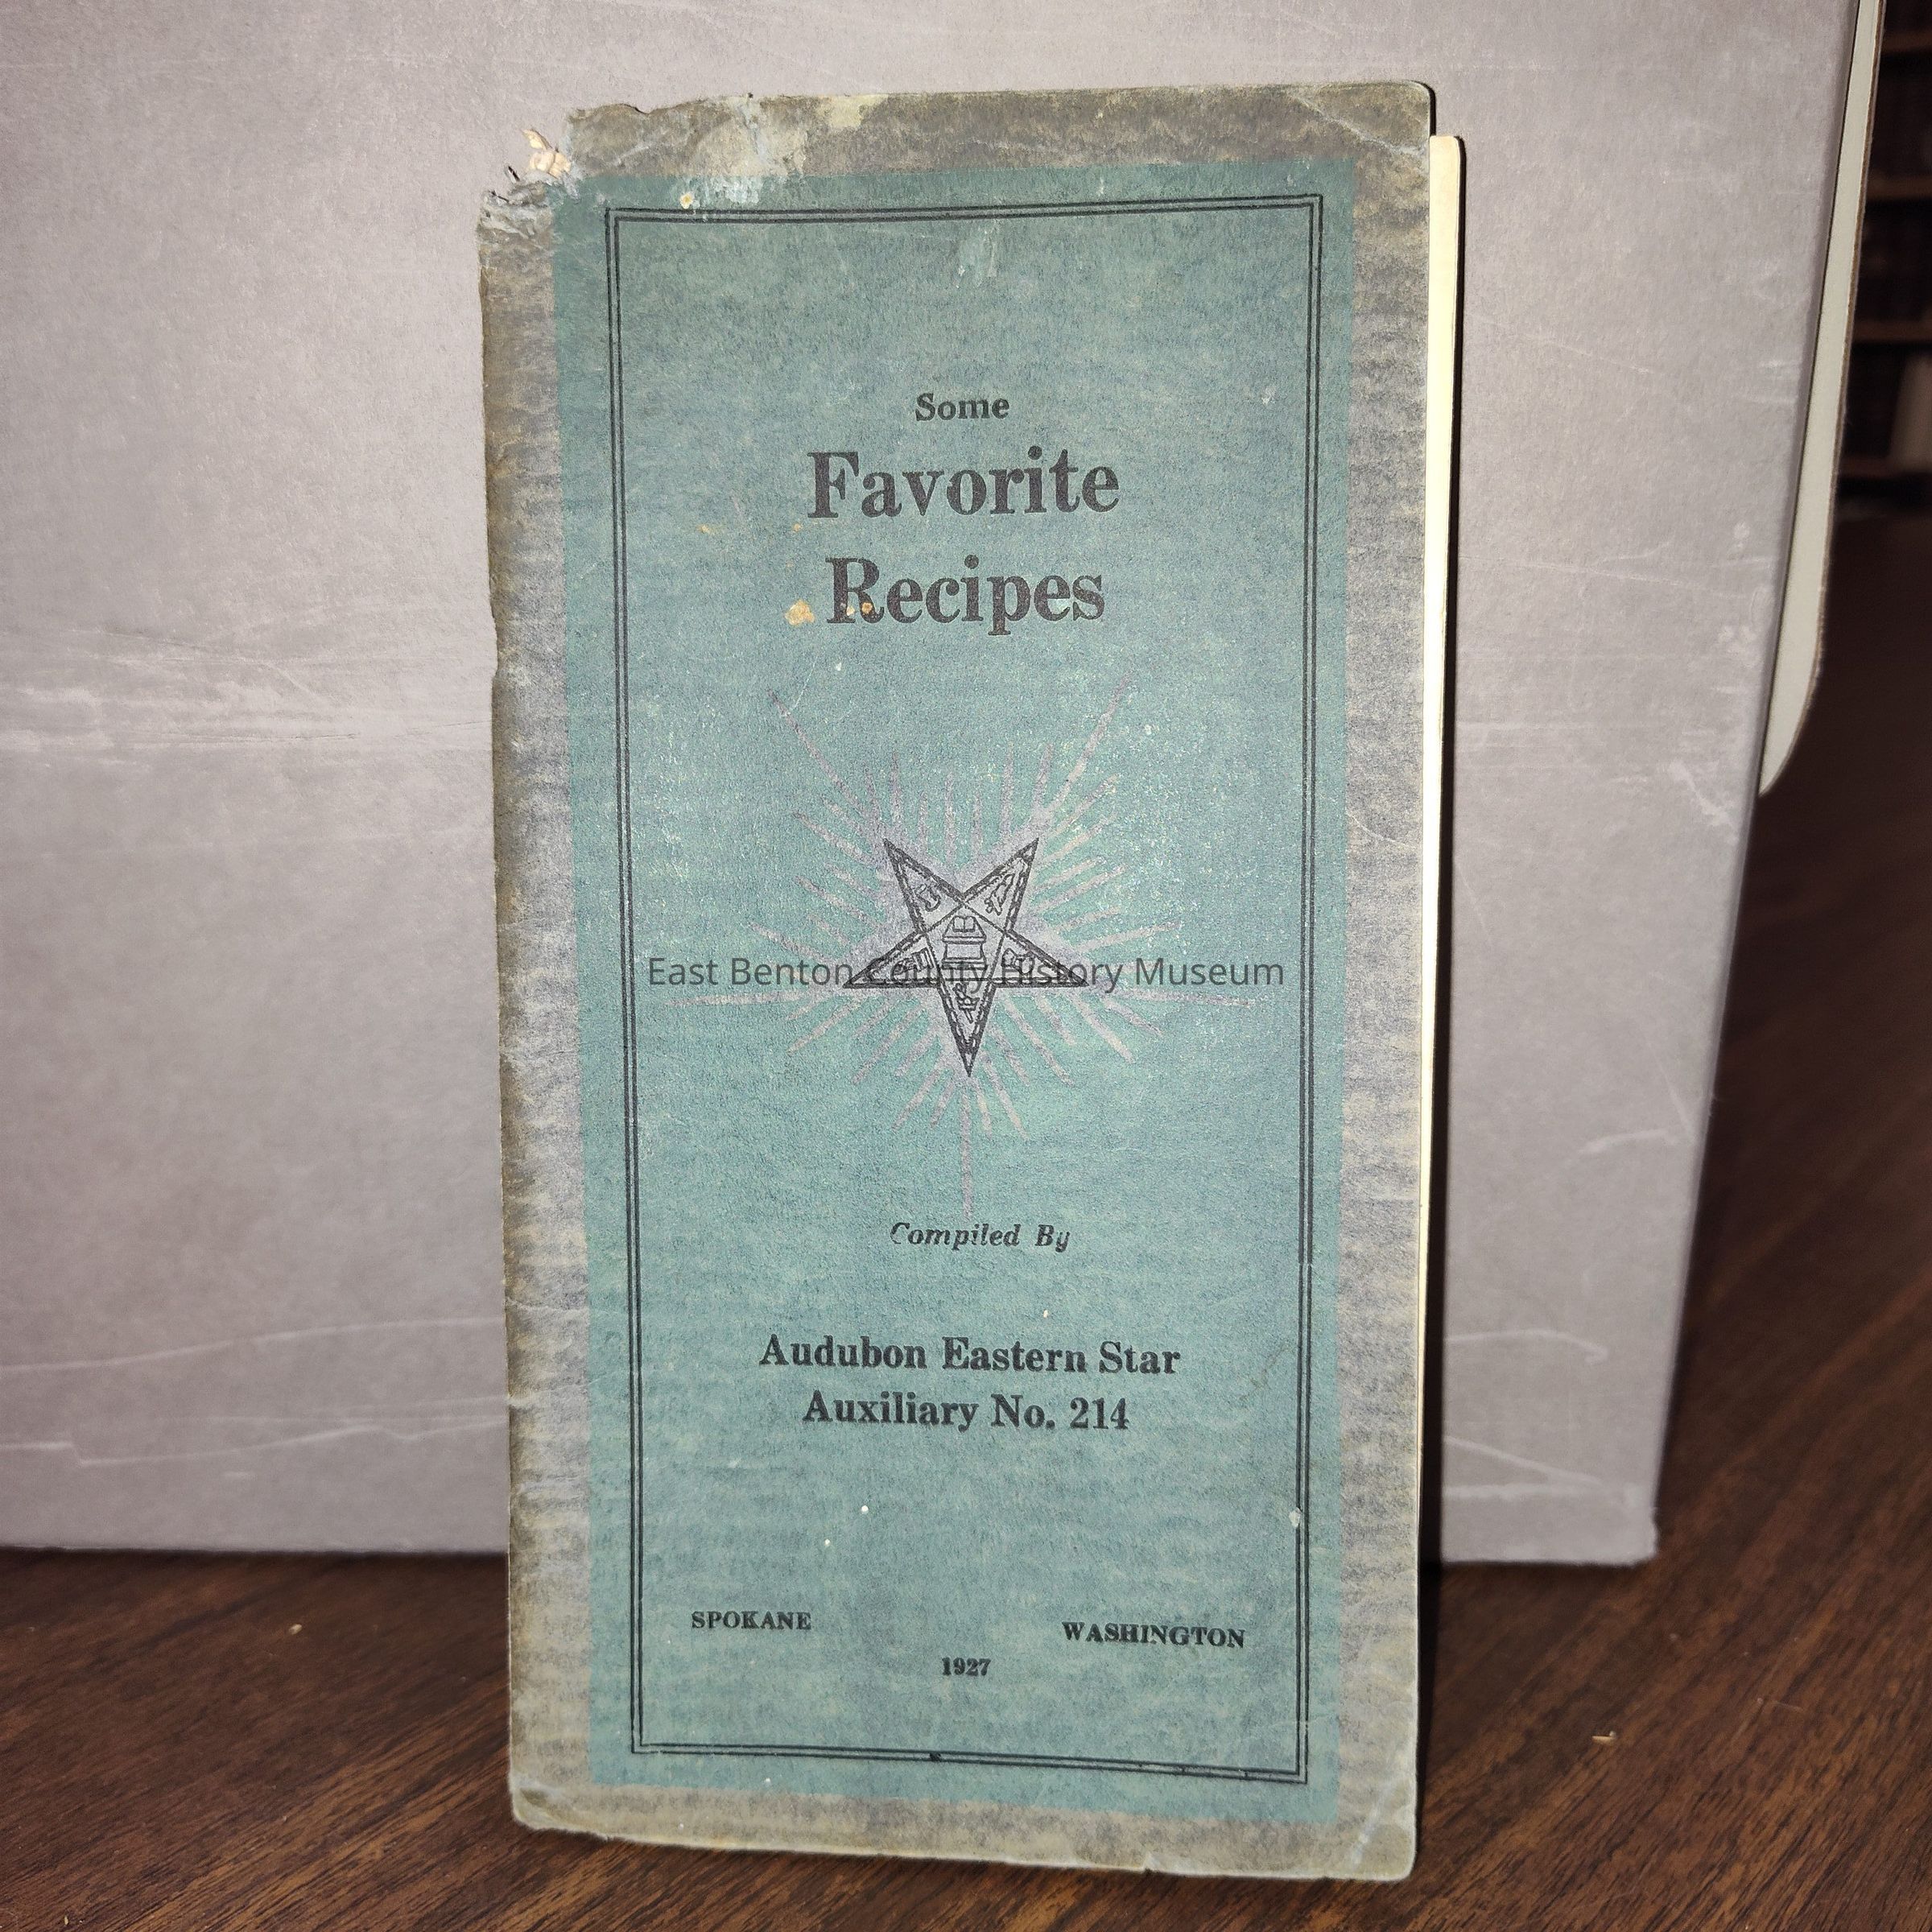 Some
Favorite
Recipes
East Benton County History Museum
Compiled By
Audubon Eastern Star
Auxiliary No. 214
SPOKANE WASHINGTON
1927